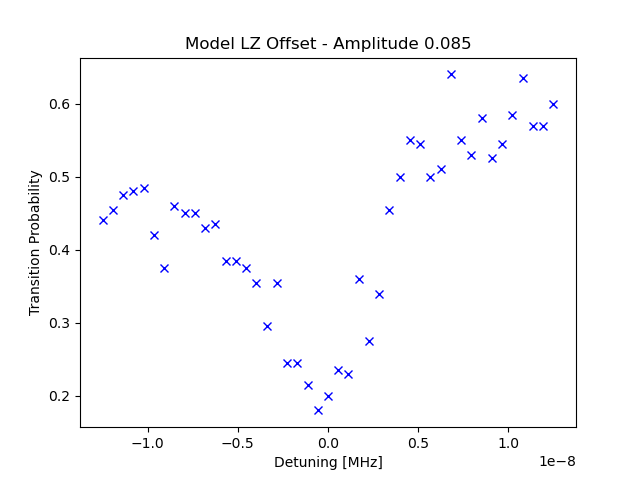 Model LZ Offset - Amplitude 0.085
Transition Probability
0.6
0.5
0.4
0.3
0.2
−1.0 −0.5 0.0 0.5 1.0
1e−8
Detuning [MHz]